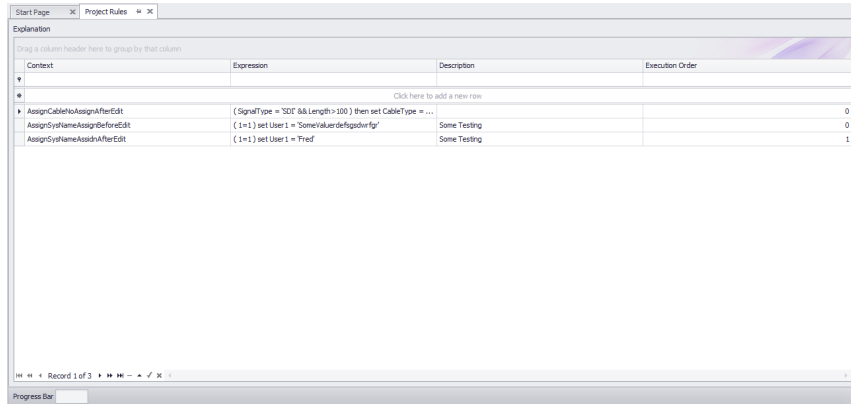 Start Page
Project Rules
Explanation
Drag a column header here to group by that column
Context Expression Description Execution Order
Click here to add a new row
AssignCableNoAssignAfterEdit ( SignalType = 'SDI' && Length>100 ) then set CableType = ... 0
AssignSysNameAssignBeforeEdit ( 1=1 ) set User1 = 'SomeValuerdefsgsdwrfgr' Some Testing 0
AssignSysNameAssidnAfterEdit ( 1=1 ) set User1 = 'Fred' Some Testing 1
Record 1 of 3
Progress Bar